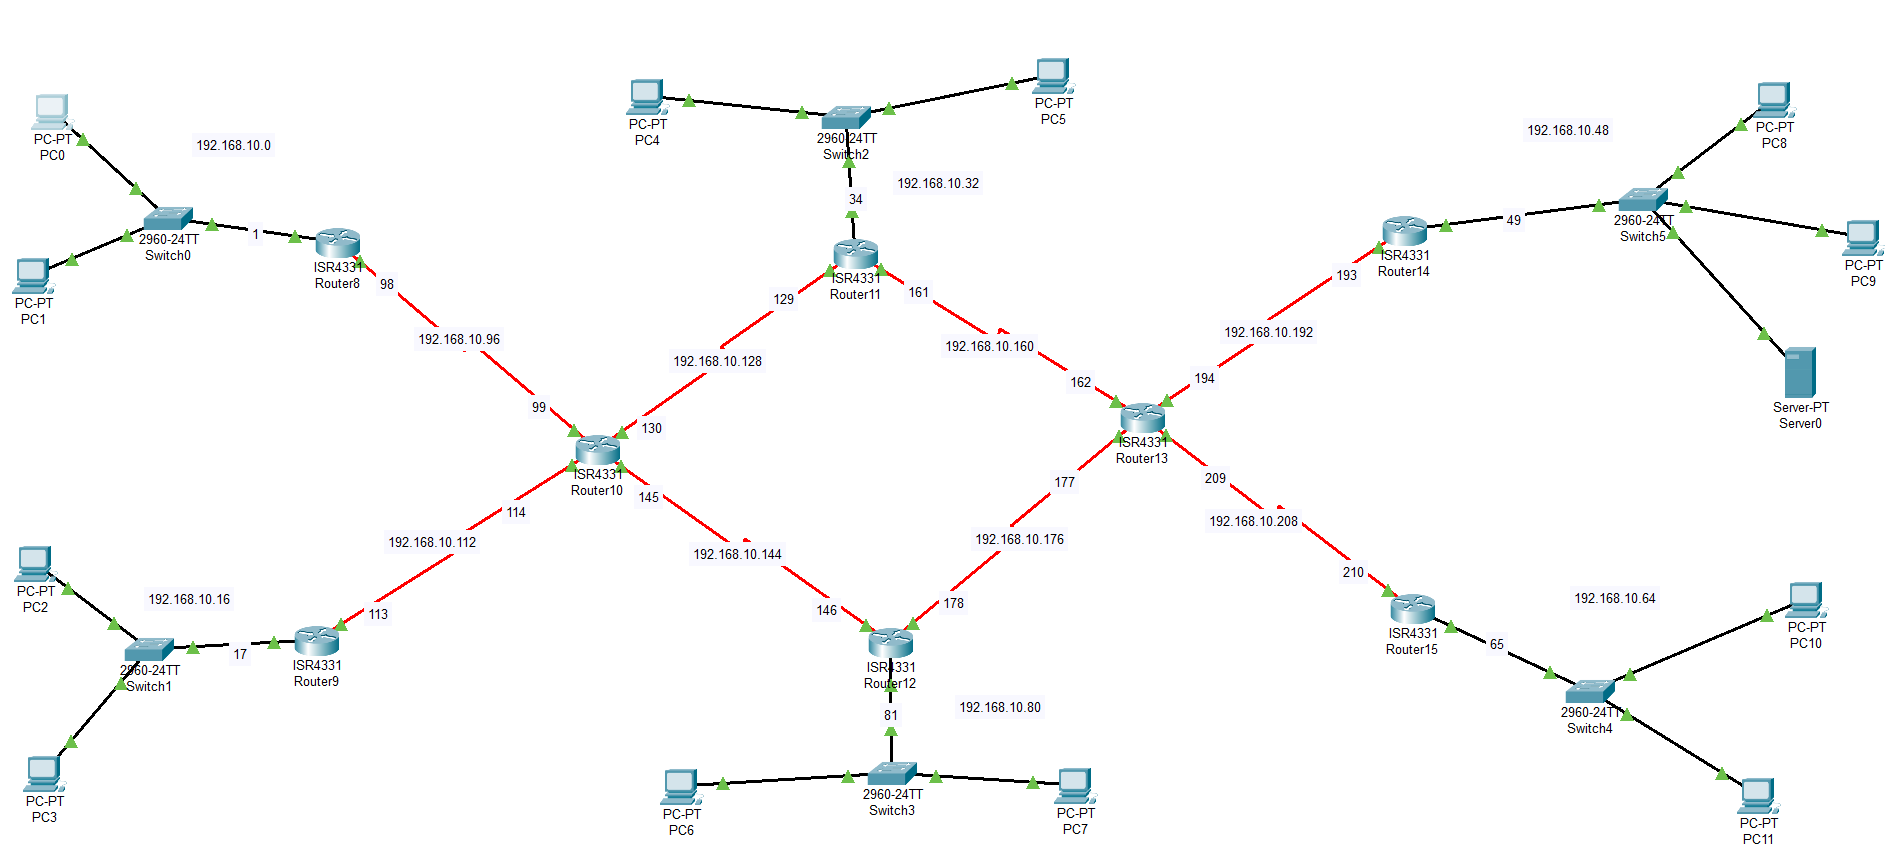 PC-PT
PC0
192.168.10.0
2960-24TT
Switch0
1
PC-PT
PC1
ISR4331
Router8
98
192.168.10.96
99
PC-PT
PC4
2960-24TT
Switch2
PC-PT
PC5
34
192.168.10.32
ISR4331
Router11
129
161
192.168.10.128
192.168.10.160
130
162
ISR4331
Router10
145
114
192.168.10.112
113
192.168.10.144
146
ISR4331
Router13
194
192.168.10.192
193
ISR4331
Router14
49
192.168.10.48
2960-24TT
Switch5
PC-PT
PC8
PC-PT
PC9
Server-PT
Server0
177
192.168.10.176
178
209
192.168.10.208
210
ISR4331
Router15
65
192.168.10.64
PC-PT
PC10
2960-24TT
Switch4
PC-PT
PC11
PC-PT
PC2
192.168.10.16
2960-24TT
Switch1
17
ISR4331
Router9
PC-PT
PC3
ISR4331
Router12
81
192.168.10.80
2960-24TT
Switch3
PC-PT
PC6
PC-PT
PC7